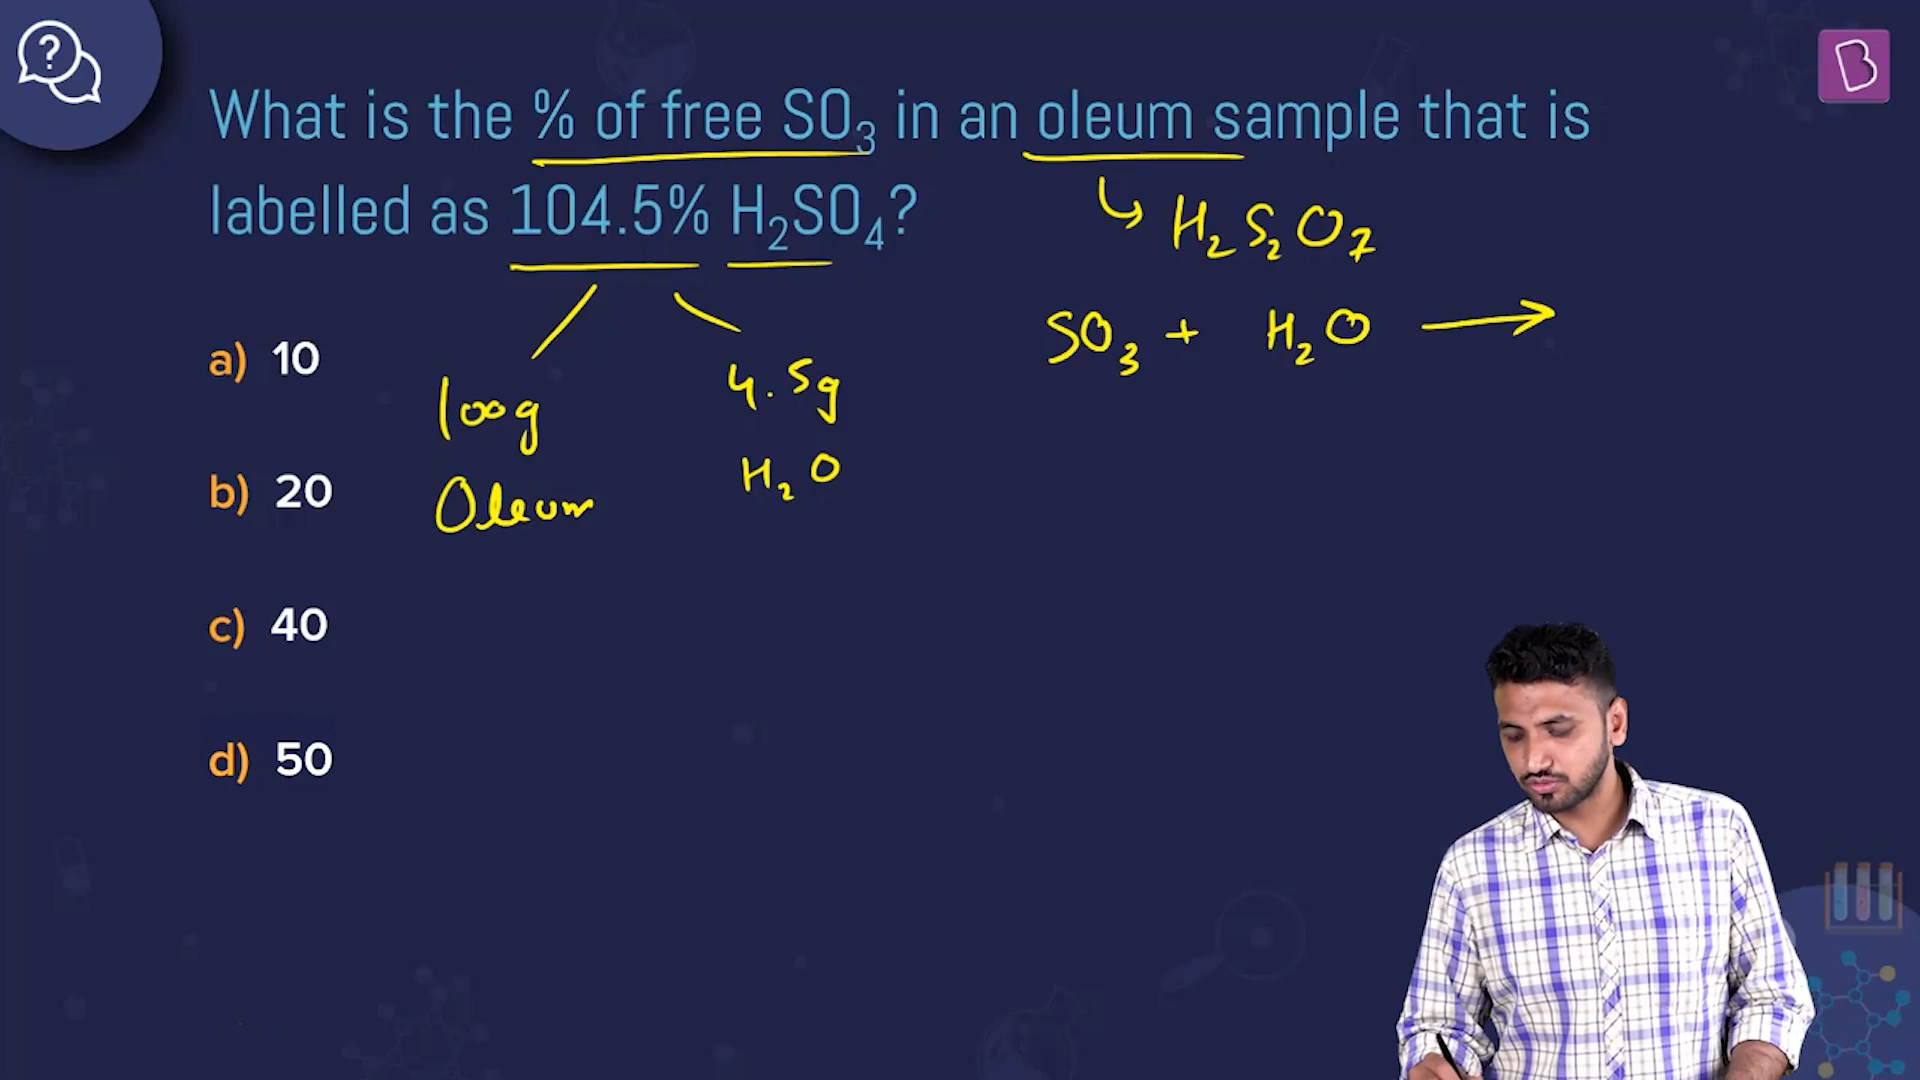 What is the % of free SO₃ in an oleum sample that is
labelled as 104.5% H₂SO₄?
H₂S₂O₇
SO₃ + H₂O ⟶
a) 10
100g
Oleum
4.5g
H₂O
b) 20
c) 40
d) 50
?
B